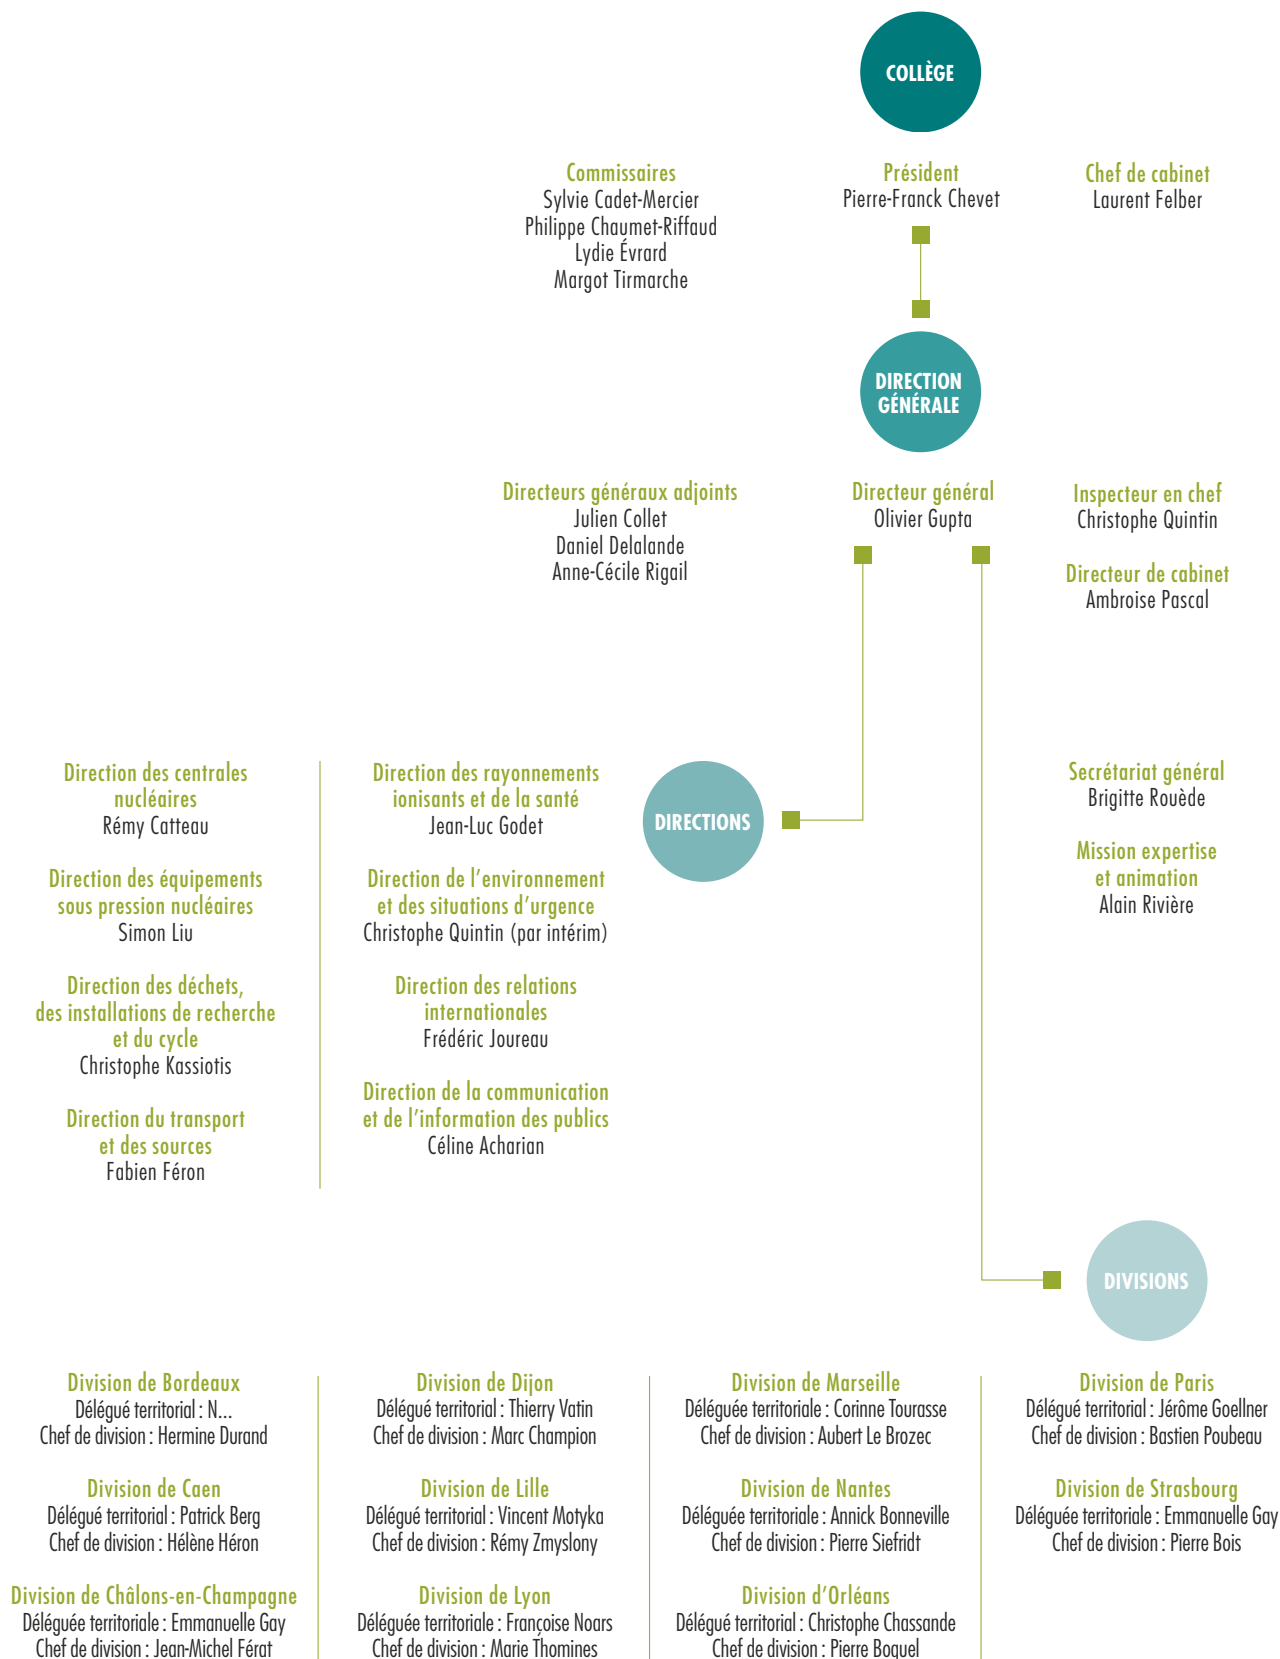 COLLÈGE
Commissaires
Sylvie Cadet-Mercier
Philippe Chaumet-Riffaud
Lydie Évrard
Margot Tirmarche
Président
Pierre-Franck Chevet
Chef de cabinet
Laurent Felber
DIRECTION
GÉNÉRALE
Directeurs généraux adjoints
Julien Collet
Daniel Delalande
Anne-Cécile Rigail
Directeur général
Olivier Gupta
Inspecteur en chef
Christophe Quintin
Directeur de cabinet
Ambroise Pascal
Direction des centrales
nucléaires
Rémy Catteau
Direction des équipements
sous pression nucléaires
Simon Liu
Direction des déchets,
des installations de recherche
et du cycle
Christophe Kassiotis
Direction du transport
et des sources
Fabien Féron
Direction des rayonnements
ionisants et de la santé
Jean-Luc Godet
Direction de l'environnement
et des situations d'urgence
Christophe Quintin (par intérim)
Direction des relations
internationales
Frédéric Joureau
Direction de la communication
et de l'information des publics
Céline Acharian
DIRECTIONS
Secrétariat général
Brigitte Rouède
Mission expertise
et animation
Alain Rivière
DIVISIONS
Division de Bordeaux
Délégué territorial : N...
Chef de division : Hermine Durand
Division de Caen
Délégué territorial : Patrick Berg
Chef de division : Hélène Héron
Division de Châlons-en-Champagne
Déléguée territoriale : Emmanuelle Gay
Chef de division : Jean-Michel Férat
Division de Dijon
Délégué territorial : Thierry Vatin
Chef de division : Marc Champion
Division de Lille
Délégué territorial : Vincent Motyka
Chef de division : Rémy Zmyslony
Division de Lyon
Déléguée territoriale : Françoise Noars
Chef de division : Marie Thomines
Division de Marseille
Déléguée territoriale : Corinne Tourasse
Chef de division : Aubert Le Brozec
Division de Nantes
Déléguée territoriale : Annick Bonneville
Chef de division : Pierre Siefridt
Division d'Orléans
Délégué territorial : Christophe Chassande
Chef de division : Pierre Boquel
Division de Paris
Délégué territorial : Jérôme Goellner
Chef de division : Bastien Poubeau
Division de Strasbourg
Déléguée territoriale : Emmanuelle Gay
Chef de division : Pierre Bois